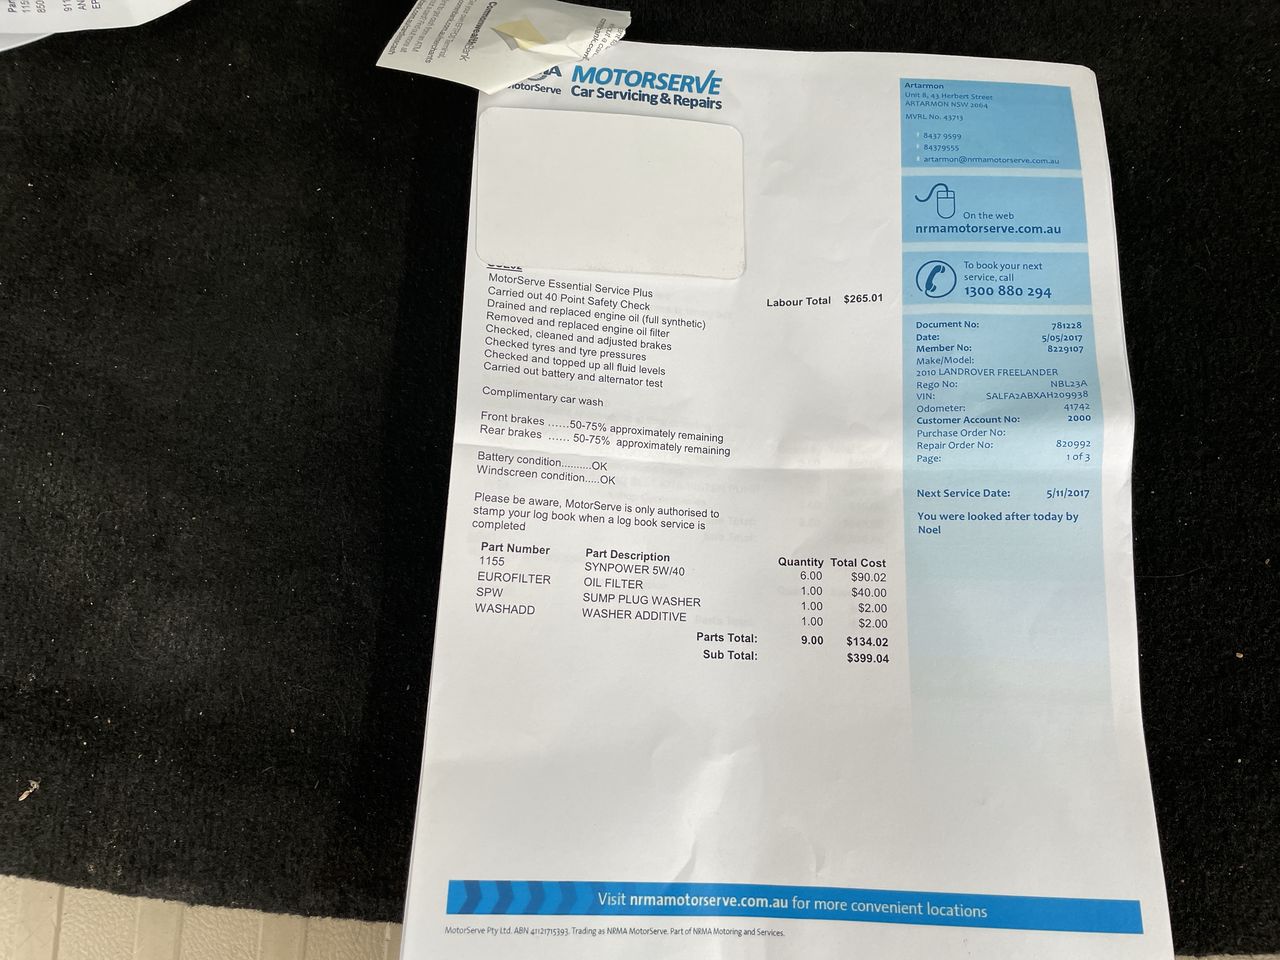 Commonwealth
MOTORSERVE
MotorServe
Car Servicing & Repairs
MotorServe Essential Service Plus
Carried out 40 Point Safety Check
Drained and replaced engine oil (full synthetic)
Removed and replaced engine oil filter
Checked, cleaned and adjusted brakes
Checked tyres and tyre pressures
Checked and topped up all fluid levels
Carried out battery and alternator test
Labour Total $265.01
Complimentary car wash
Front brakes ......50-75% approximately remaining
Rear brakes ...... 50-75% approximately remaining
Battery condition..........OK
Windscreen condition.....OK
Please be aware, MotorServe is only authorised to
stamp your log book when a log book service is
completed
Part Number Part Description Quantity Total Cost
1155 SYNPOWER 5W/40 6.00 $90.02
EUROFILTER OIL FILTER 1.00 $40.00
SPW SUMP PLUG WASHER 1.00 $2.00
WASHADD WASHER ADDITIVE 1.00 $2.00
Parts Total: 9.00 $134.02
Sub Total: $399.04
Artarmon
Unit 8, 43 Herbert Street
ARTARMON NSW 2064
MVRL No. 43713
8437 9599
84379555
artarmon@nrmamotorserve.com.au
On the web
nrmamotorserve.com.au
To book your next
service, call
1300 880 294
Document No: 781228
Date: 5/05/2017
Member No: 8229107
Make/Model:
2010 LANDROVER FREELANDER
Rego No: NBL23A
VIN: SALFA2ABXAH209938
Odometer: 41742
Customer Account No: 2000
Purchase Order No:
Repair Order No: 820992
Page: 1 of 3
Next Service Date: 5/11/2017
You were looked after today by
Noel
Visit nrmamotorserve.com.au for more convenient locations
MotorServe Pty Ltd. ABN 41121715393. Trading as NRMA MotorServe. Part of NRMA Motoring and Services.